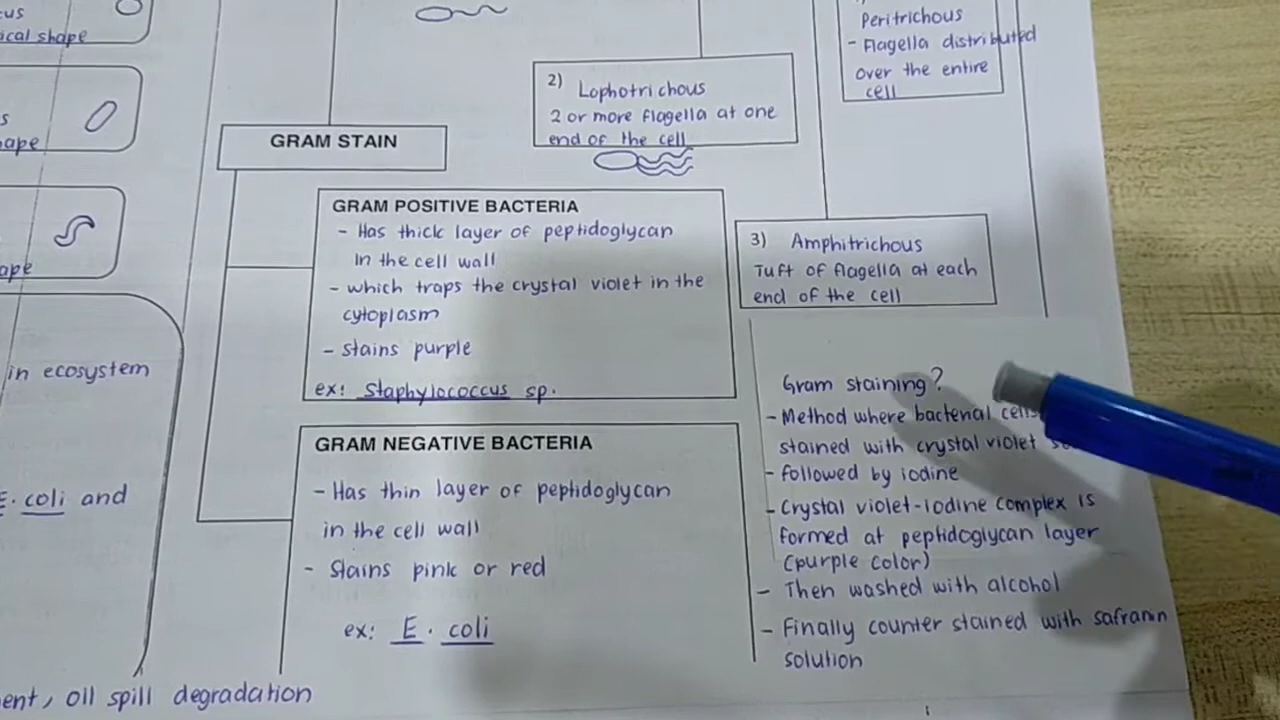 ical shape
ape
in ecosystem
E. coli and
ent, oil spill degradation
GRAM STAIN
GRAM POSITIVE BACTERIA
- Has thick layer of peptidoglycan
in the cell wall
- which traps the crystal violet in the
cytoplasm
- stains purple
ex: Staphylococcus sp.
GRAM NEGATIVE BACTERIA
- Has thin layer of peptidoglycan
in the cell wall
- Stains pink or red
ex: E. coli
2) Lophotrichous
2 or more flagella at one
end of the cell
Peritrichous
- Flagella distributed
over the entire
cell
3) Amphitrichous
Tuft of flagella at each
end of the cell
Gram staining?
- Method where bacterial cells
stained with crystal violet
- followed by iodine
- Crystal violet-iodine complex is
formed at peptidoglycan layer
(purple color)
- Then washed with alcohol
- Finally counter stained with safranin
solution